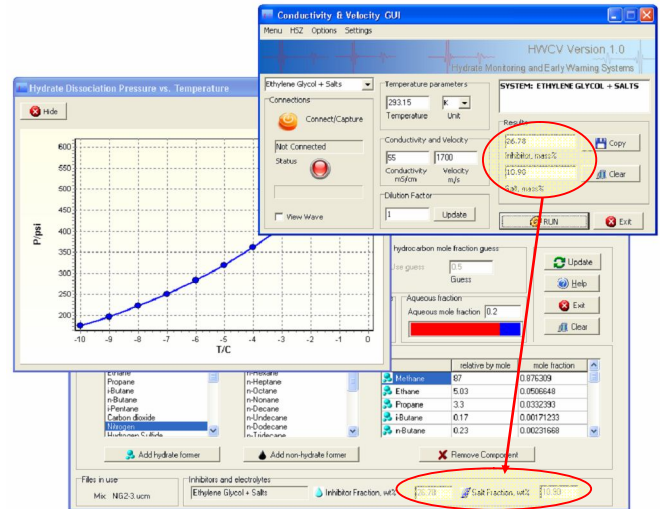 Conductivity & Velocity GUI
Menu HSZ Options Settings
HWCV Version 1.0
Hydrate Monitoring and Early Warning Systems
Ethylene Glycol + Salts
Connections
Connect/Capture
Not Connected
Status
View Wave
Temperature parameters
293.15 K
Temperature Unit
Conductivity and Velocity
55 1700
Conductivity Velocity
mS/cm m/s
Dilution Factor
1 Update
SYSTEM: ETHYLENE GLYCOL + SALTS
Results
26.78
Inhibitor, mass%
10.90
Salt, mass%
Copy
Clear
RUN
Exit
Hydrate Dissociation Pressure vs. Temperature
Hide
P/psi
600
550
500
450
400
350
300
250
200
-10 -9 -8 -7 -6 -5 -4 -3 -2 -1 0
T/C
hydrocarbon mole fraction guess
Use guess 0.5
Guess
Aqueous fraction
Aqueous mole fraction 0.2
Update
Help
Exit
Clear
Ethane
Propane
i-Butane
n-Butane
i-Pentane
Carbon dioxide
Nitrogen
Hydrogen Sulfide
n-Hexane
n-Heptane
n-Octane
n-Nonane
n-Decane
n-Undecane
n-Dodecane
n-Tridecane
relative by mole mole fraction
Methane 87 0.876309
Ethane 5.03 0.0506648
Propane 3.3 0.0332393
i-Butane 0.17 0.00171233
n-Butane 0.23 0.00231668
Add hydrate former
Add non-hydrate former
Remove Component
Files in use
Mix: NG2-3.ucm
Inhibitors and electrolytes
Ethylene Glycol + Salts Inhibitor Fraction, wt% 26.78 Salt Fraction, wt% 10.90